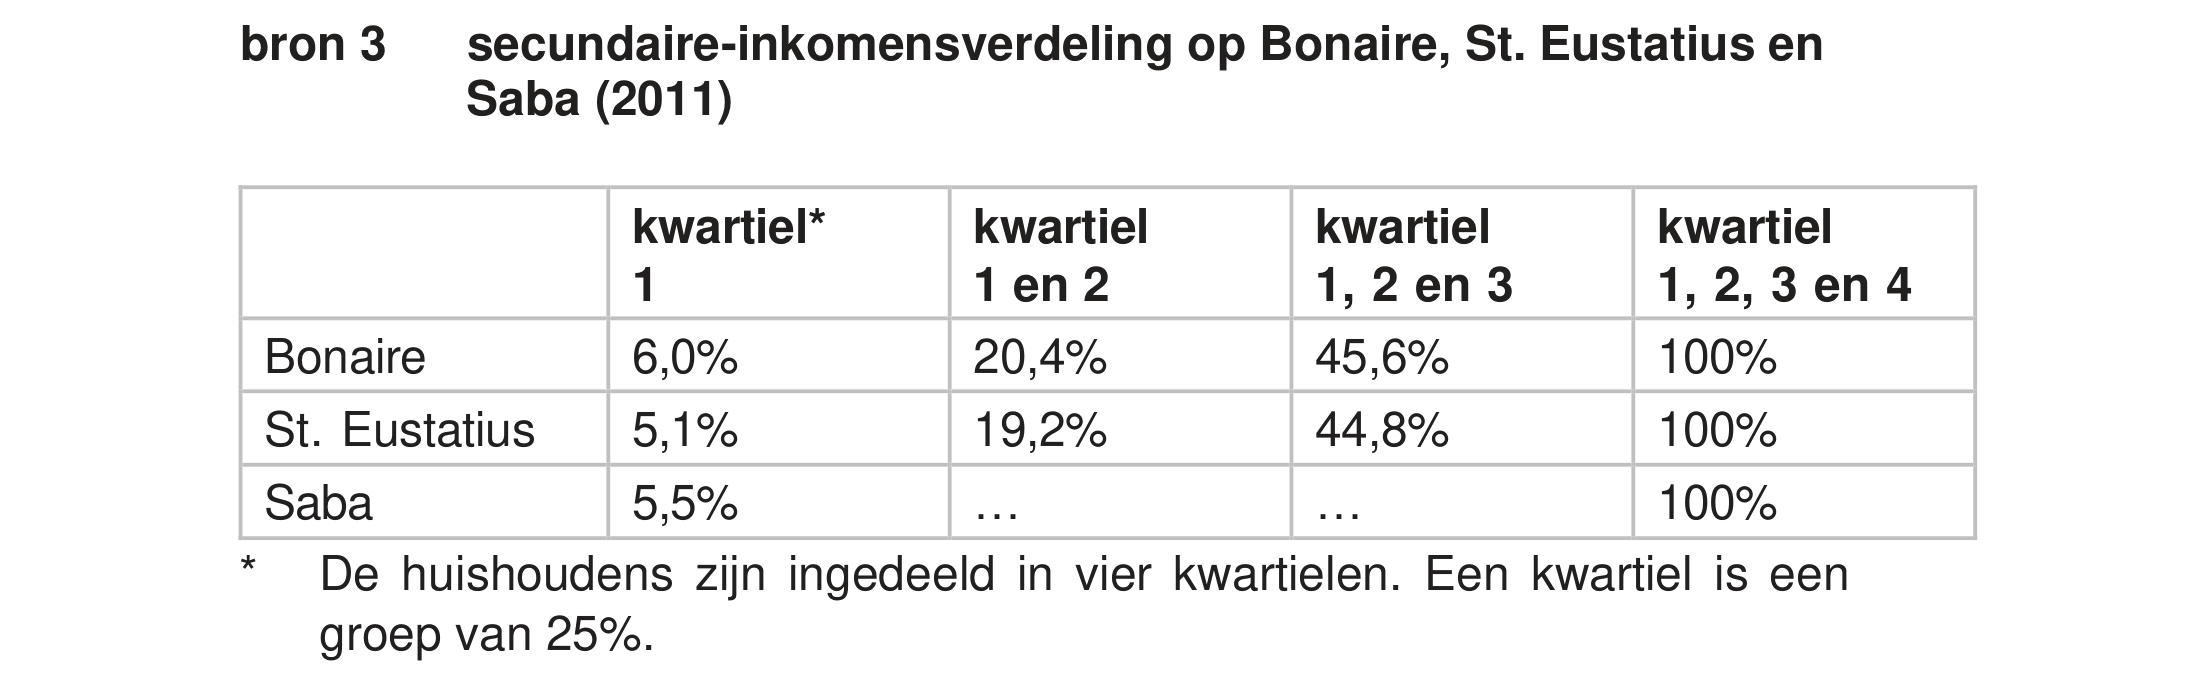 bron 3 secundaire-inkomensverdeling op Bonaire, St. Eustatius en
Saba (2011)
kwartiel* kwartiel kwartiel kwartiel
1 1 en 2 1, 2 en 3 1, 2, 3 en 4
Bonaire 6,0% 20,4% 45,6% 100%
St. Eustatius 5,1% 19,2% 44,8% 100%
Saba 5,5% … … 100%
* De huishoudens zijn ingedeeld in vier kwartielen. Een kwartiel is een
groep van 25%.